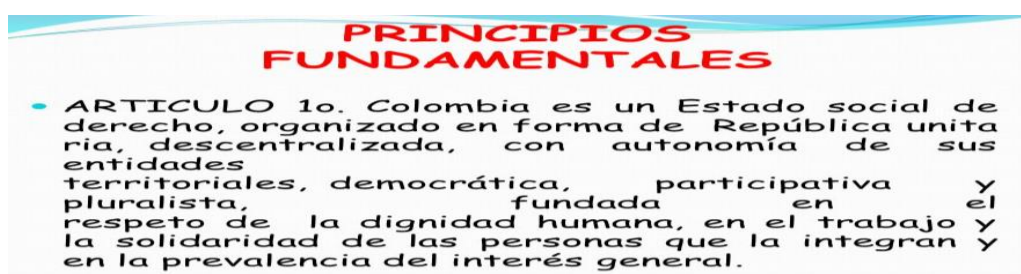 PRINCIPIOS
FUNDAMENTALES
• ARTICULO 1o. Colombia es un Estado social de
derecho, organizado en forma de República unita
ria, descentralizada, con autonomía de sus
entidades
territoriales, democrática, participativa y
pluralista, fundada en el
respeto de la dignidad humana, en el trabajo y
la solidaridad de las personas que la integran y
en la prevalencia del interés general.